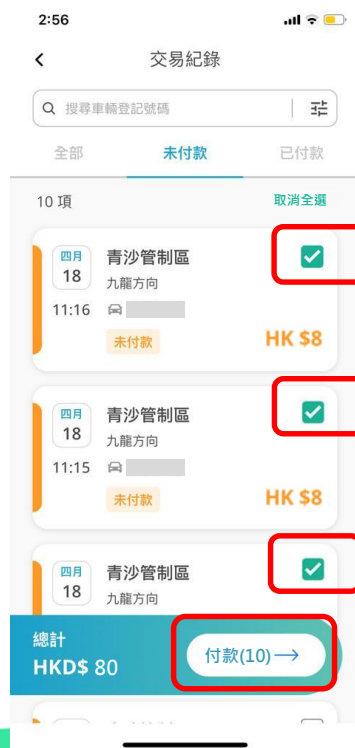 2:56
交易紀錄
搜尋車輛登記號碼
全部 未付款 已付款
10 項 取消全選
四月 青沙管制區
18 九龍方向
11:16
未付款 HK $8
四月 青沙管制區
18 九龍方向
11:15
未付款 HK $8
四月 青沙管制區
18 九龍方向
總計
HKD$ 80
付款(10)→